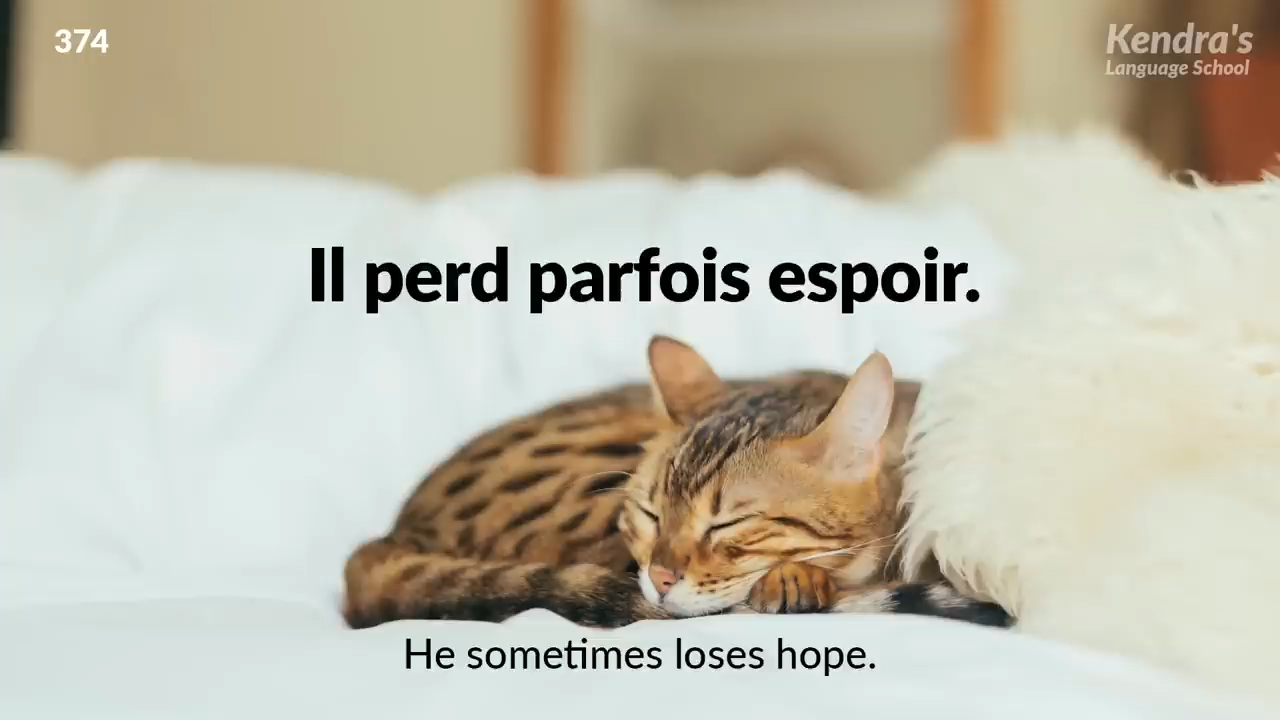 374
Kendra's
Language School
Il perd parfois espoir.
He sometimes loses hope.